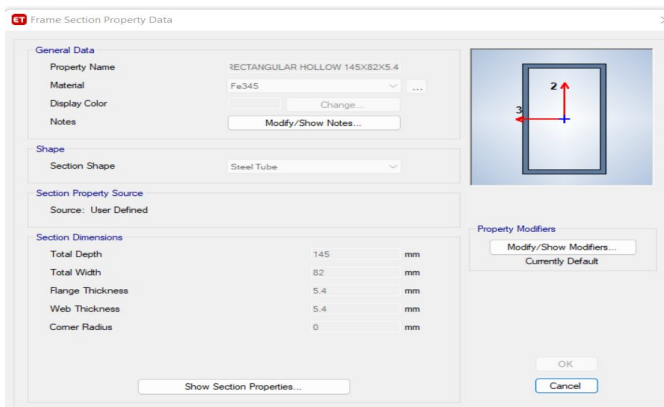 ET Frame Section Property Data
General Data
Property Name RECTANGULAR HOLLOW 145X82X5.4
Material Fe345 ...
Display Color Change...
Notes Modify/Show Notes...
Shape
Section Shape Steel Tube
Section Property Source
Source: User Defined
Section Dimensions
Total Depth 145 mm
Total Width 82 mm
Flange Thickness 5.4 mm
Web Thickness 5.4 mm
Corner Radius 0 mm
Show Section Properties...
2
3
Property Modifiers
Modify/Show Modifiers...
Currently Default
OK
Cancel